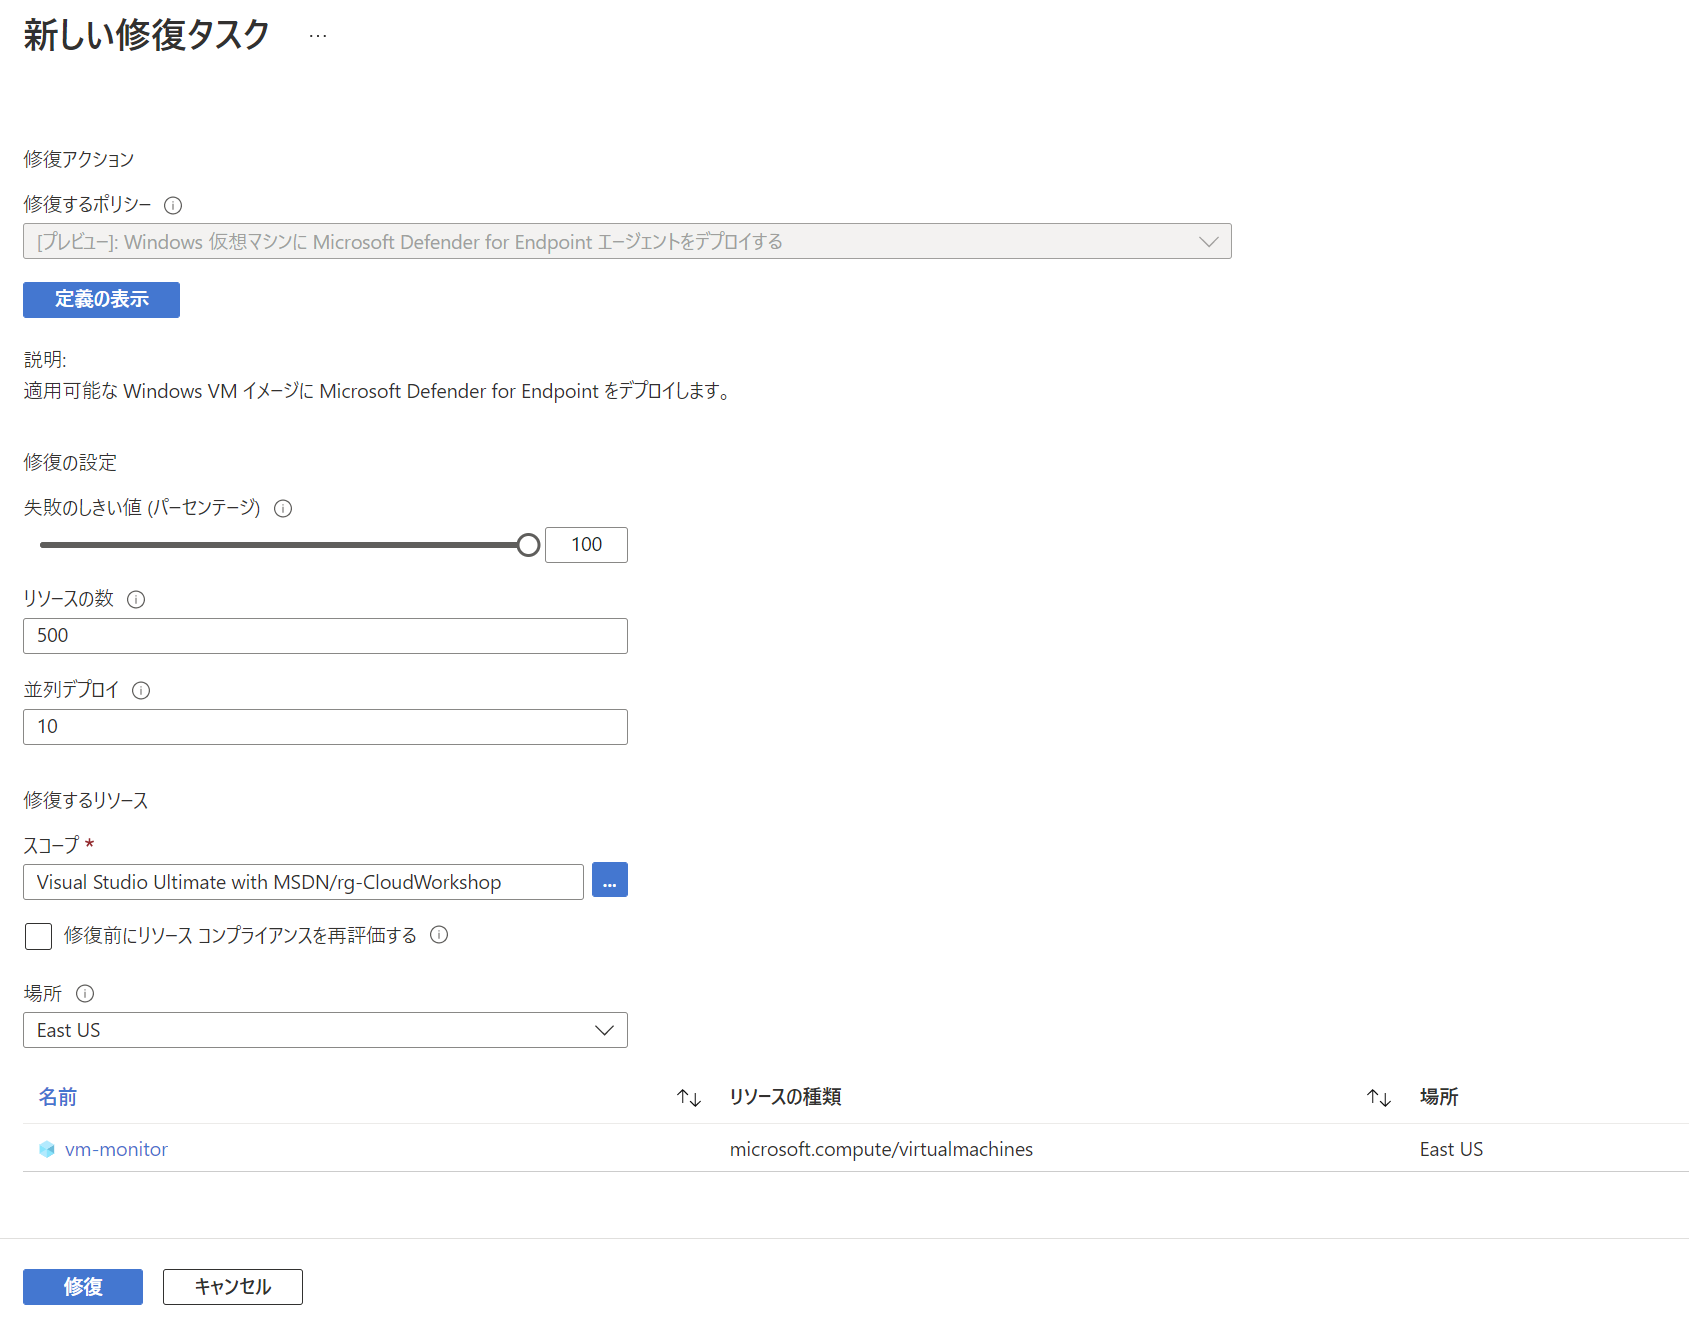 新しい修復タスク ...
修復アクション
修復するポリシー
[プレビュー]: Windows 仮想マシンに Microsoft Defender for Endpoint エージェントをデプロイする
定義の表示
説明:
適用可能な Windows VM イメージに Microsoft Defender for Endpoint をデプロイします。
修復の設定
失敗のしきい値 (パーセンテージ)
100
リソースの数
500
並列デプロイ
10
修復するリソース
スコープ *
Visual Studio Ultimate with MSDN/rg-CloudWorkshop ...
修復前にリソース コンプライアンスを再評価する
場所
East US
名前 ↑↓ リソースの種類 ↑↓ 場所
vm-monitor microsoft.compute/virtualmachines East US
修復 キャンセル